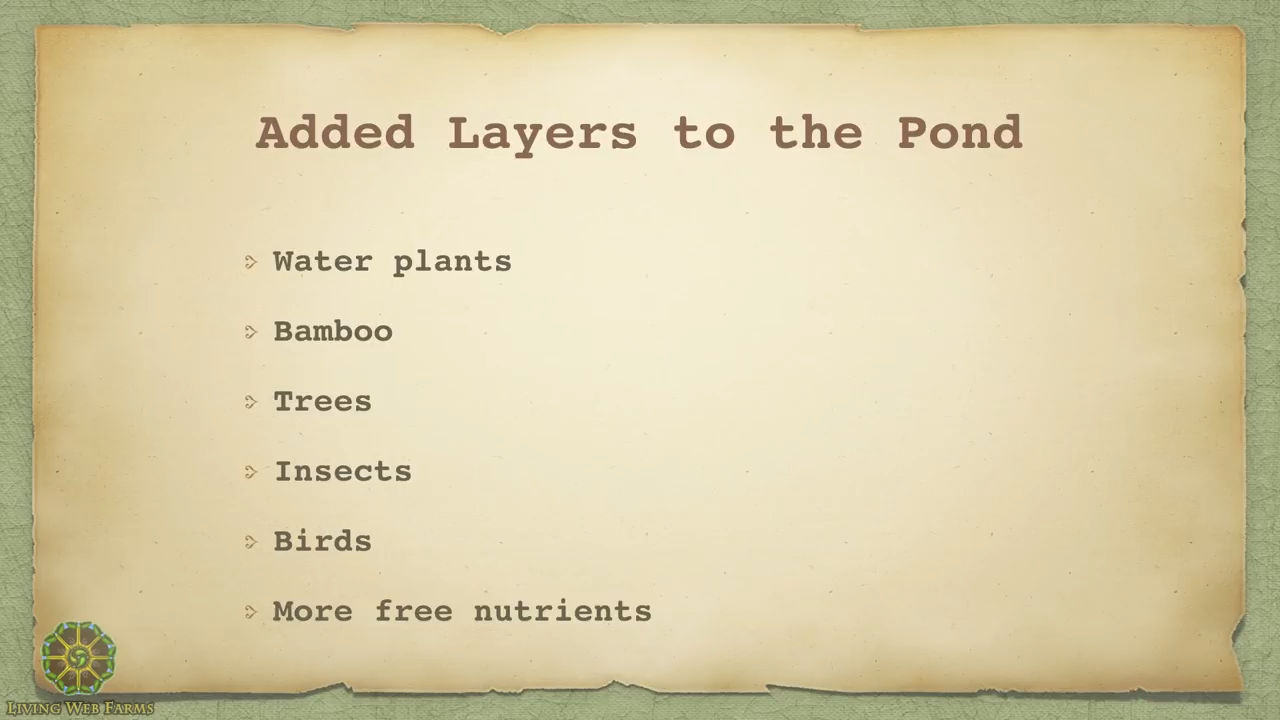 Added Layers to the Pond
Water plants
Bamboo
Trees
Insects
Birds
More free nutrients
Living Web Farms